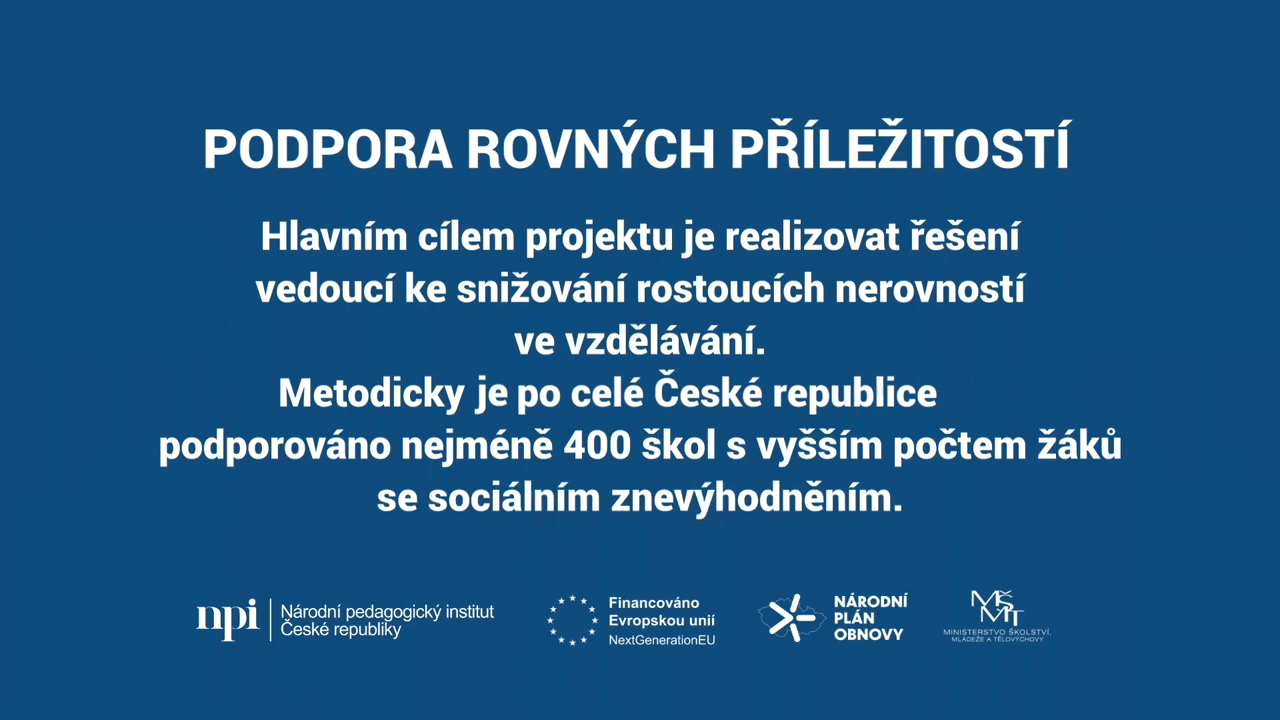 PODPORA ROVNÝCH PŘÍLEŽITOSTÍ
Hlavním cílem projektu je realizovat řešení
vedoucí ke snižování rostoucích nerovností
ve vzdělávání.
Metodicky je po celé České republice
podporováno nejméně 400 škol s vyšším počtem žáků
se sociálním znevýhodněním.
npi
Národní pedagogický institut
České republiky
Financováno
Evropskou unií
NextGenerationEU
NÁRODNÍ
PLÁN
OBNOVY
MŠMT
MINISTERSTVO ŠKOLSTVÍ,
MLÁDEŽE A TĚLOVÝCHOVY